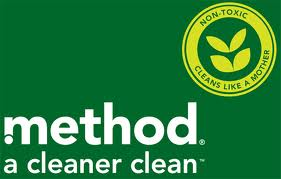 NON-TOXIC
CLEANS LIKE A MOTHER
method®
a cleaner clean™